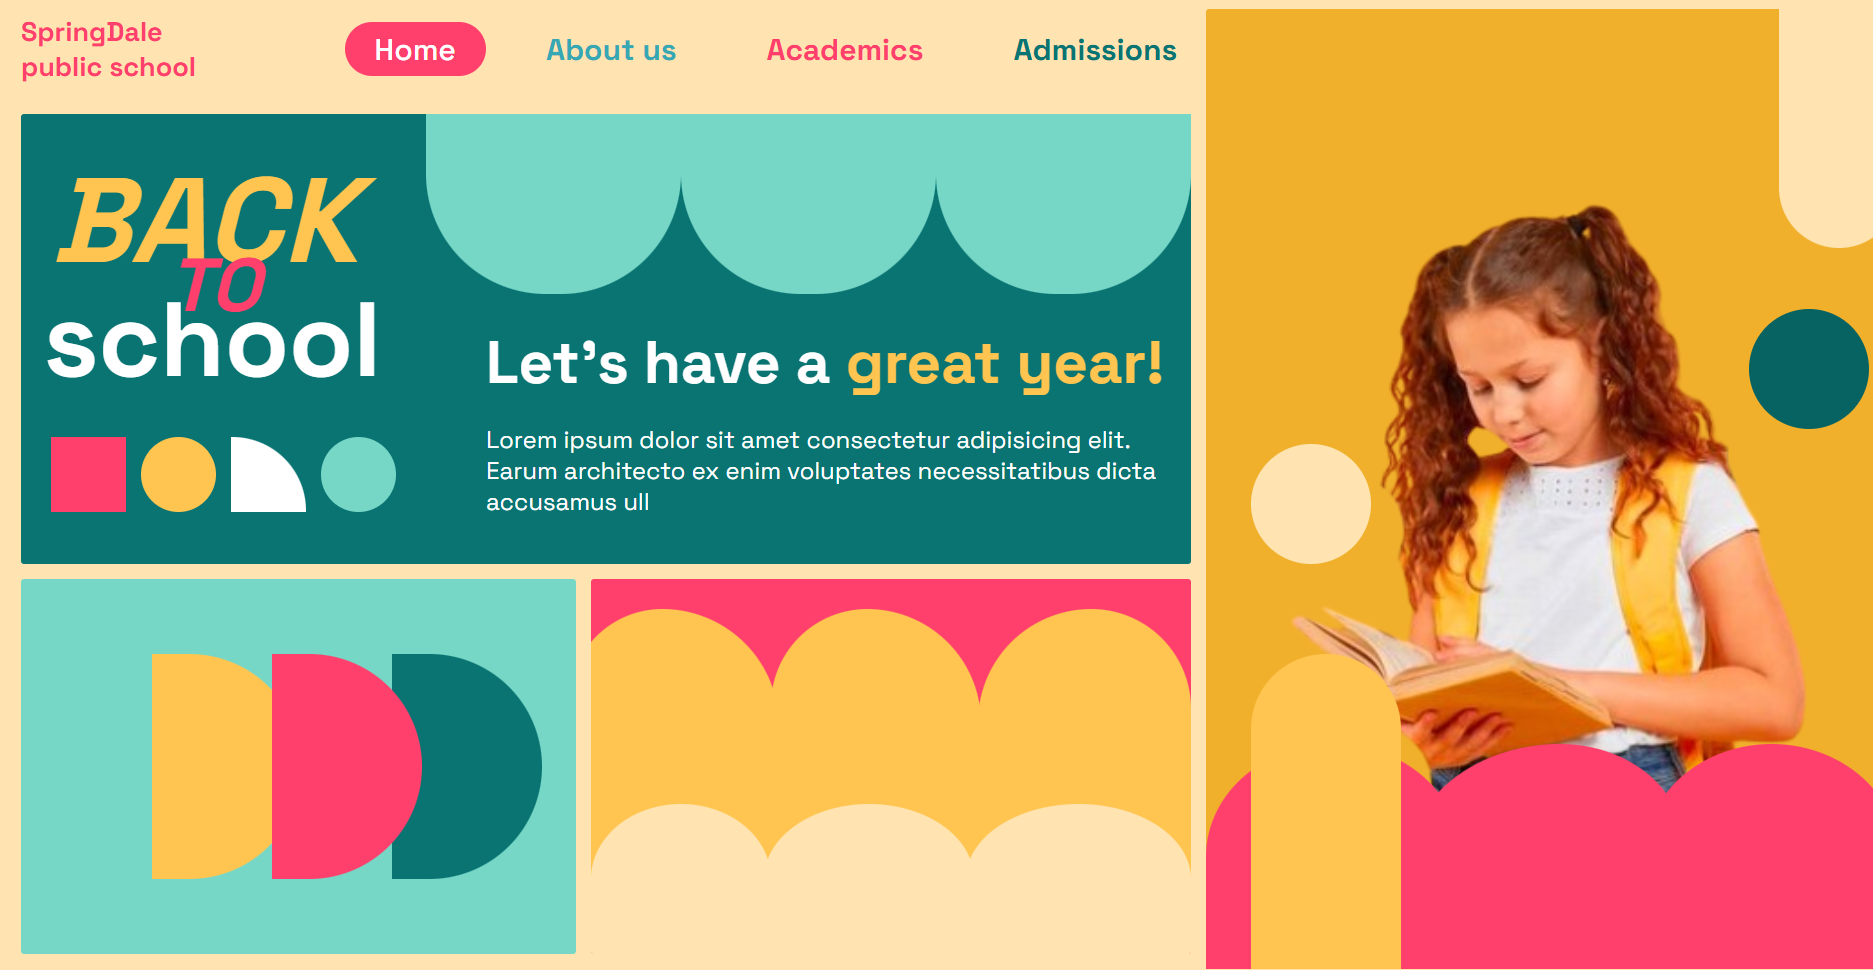 SpringDale
public school
Home
About us
Academics
Admissions
BACK
TO
school
Let’s have a great year!
Lorem ipsum dolor sit amet consectetur adipisicing elit.
Earum architecto ex enim voluptates necessitatibus dicta
accusamus ull